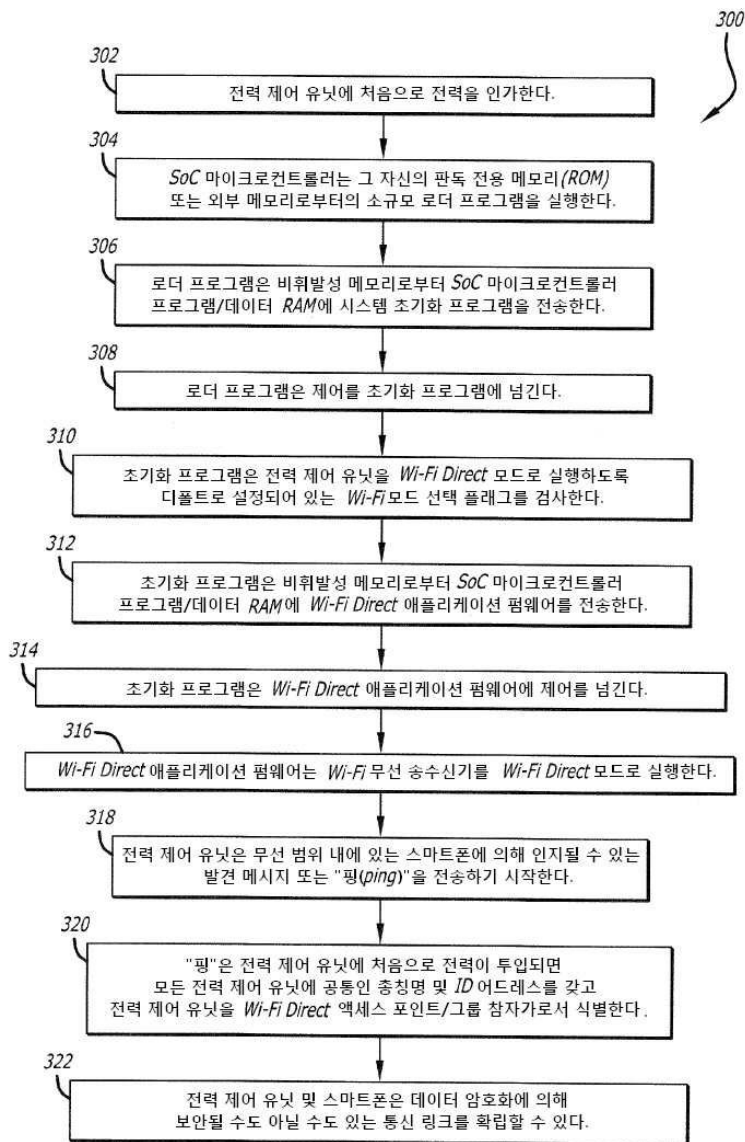 300
302
전력 제어 유닛에 처음으로 전력을 인가한다.
304
SoC 마이크로컨트롤러는 그 자신의 판독 전용 메모리(ROM)
또는 외부 메모리로부터의 소규모 로더 프로그램을 실행한다.
306
로더 프로그램은 비휘발성 메모리로부터 SoC 마이크로컨트롤러
프로그램/데이터 RAM에 시스템 초기화 프로그램을 전송한다.
308
로더 프로그램은 제어를 초기화 프로그램에 넘긴다.
310
초기화 프로그램은 전력 제어 유닛을 Wi-Fi Direct 모드로 실행하도록
디폴트로 설정되어 있는 Wi-Fi모드 선택 플래그를 검사한다.
312
초기화 프로그램은 비휘발성 메모리로부터 SoC 마이크로컨트롤러
프로그램/데이터 RAM에 Wi-Fi Direct 애플리케이션 펌웨어를 전송한다.
314
초기화 프로그램은 Wi-Fi Direct 애플리케이션 펌웨어에 제어를 넘긴다.
316
Wi-Fi Direct 애플리케이션 펌웨어는 Wi-Fi 무선 송수신기를 Wi-Fi Direct 모드로 실행한다.
318
전력 제어 유닛은 무선 범위 내에 있는 스마트폰에 의해 인지될 수 있는
발견 메시지 또는 "핑(ping)"을 전송하기 시작한다.
320
"핑"은 전력 제어 유닛에 처음으로 전력이 투입되면
모든 전력 제어 유닛에 공통인 총칭명 및 ID 어드레스를 갖고
전력 제어 유닛을 Wi-Fi Direct 액세스 포인트/그룹 참자가로서 식별한다.
322
전력 제어 유닛 및 스마트폰은 데이터 암호화에 의해
보안될 수도 아닐 수도 있는 통신 링크를 확립할 수 있다.